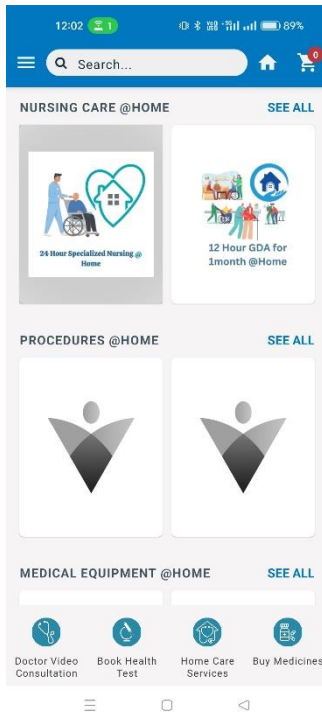 12:02 1 89%
Search...
0
NURSING CARE @HOME SEE ALL
24 Hour Specialized Nursing @
Home
12 Hour GDA for
1month @Home
PROCEDURES @HOME SEE ALL
MEDICAL EQUIPMENT @HOME SEE ALL
Doctor Video
Consultation
Book Health
Test
Home Care
Services
Buy Medicines